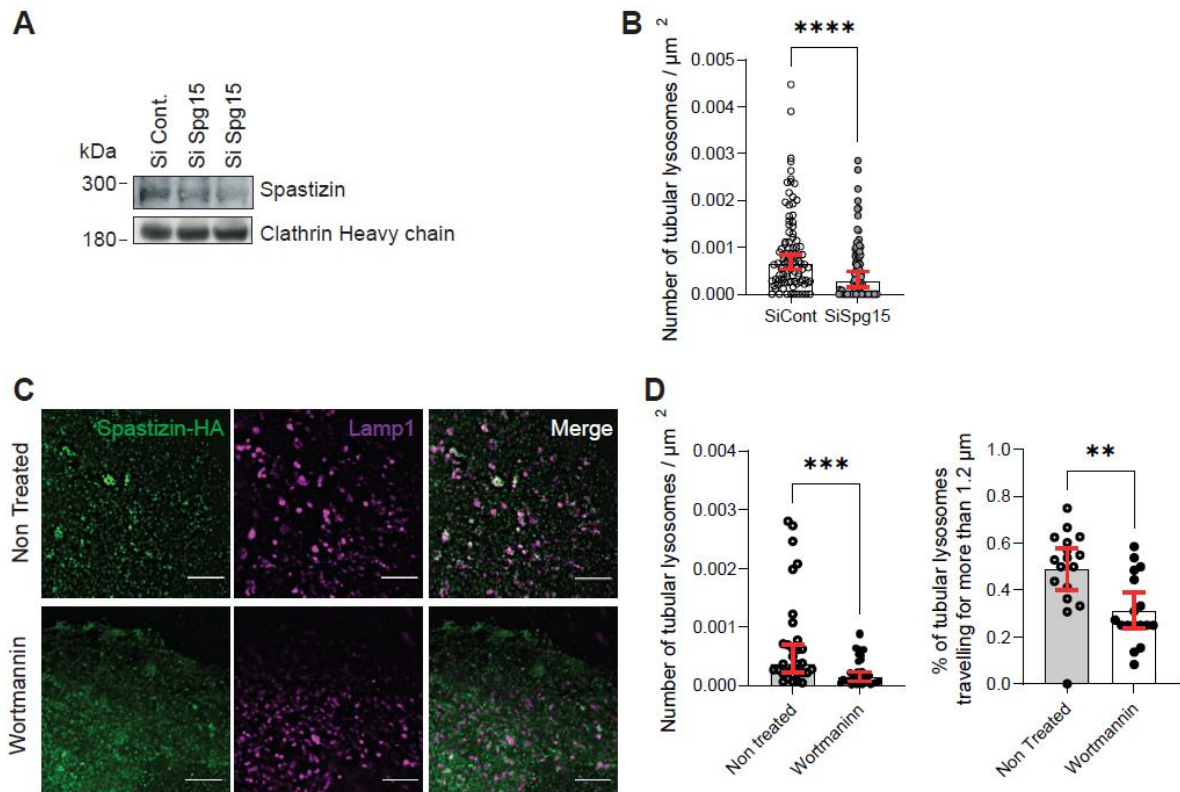 A
kDa
Si Cont.
Si Spg15
Si Spg15
300
Spastizin
180
Clathrin Heavy chain
B
Number of tubular lysosomes / µm 2
****
0.005
0.004
0.003
0.002
0.001
0.000
SiCont
SiSpg15
C
Non Treated
Spastizin-HA
Lamp1
Merge
Wortmannin
D
Number of tubular lysosomes / µm 2
***
0.004
0.003
0.002
0.001
0.000
Non treated
Wortmaninn
% of tubular lysosomes
travelling for more than 1.2 µm
**
1.0
0.8
0.6
0.4
0.2
0.0
Non Treated
Wortmannin